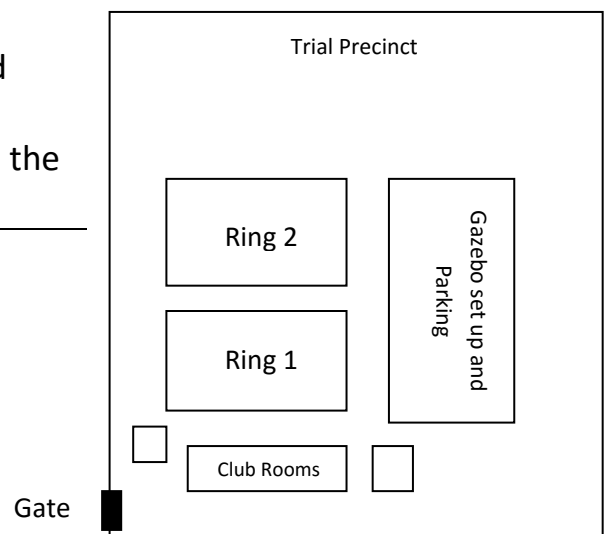 Trial Precinct
d
the
Ring 2
Gazebo set up and
Parking
Ring 1
Club Rooms
Gate